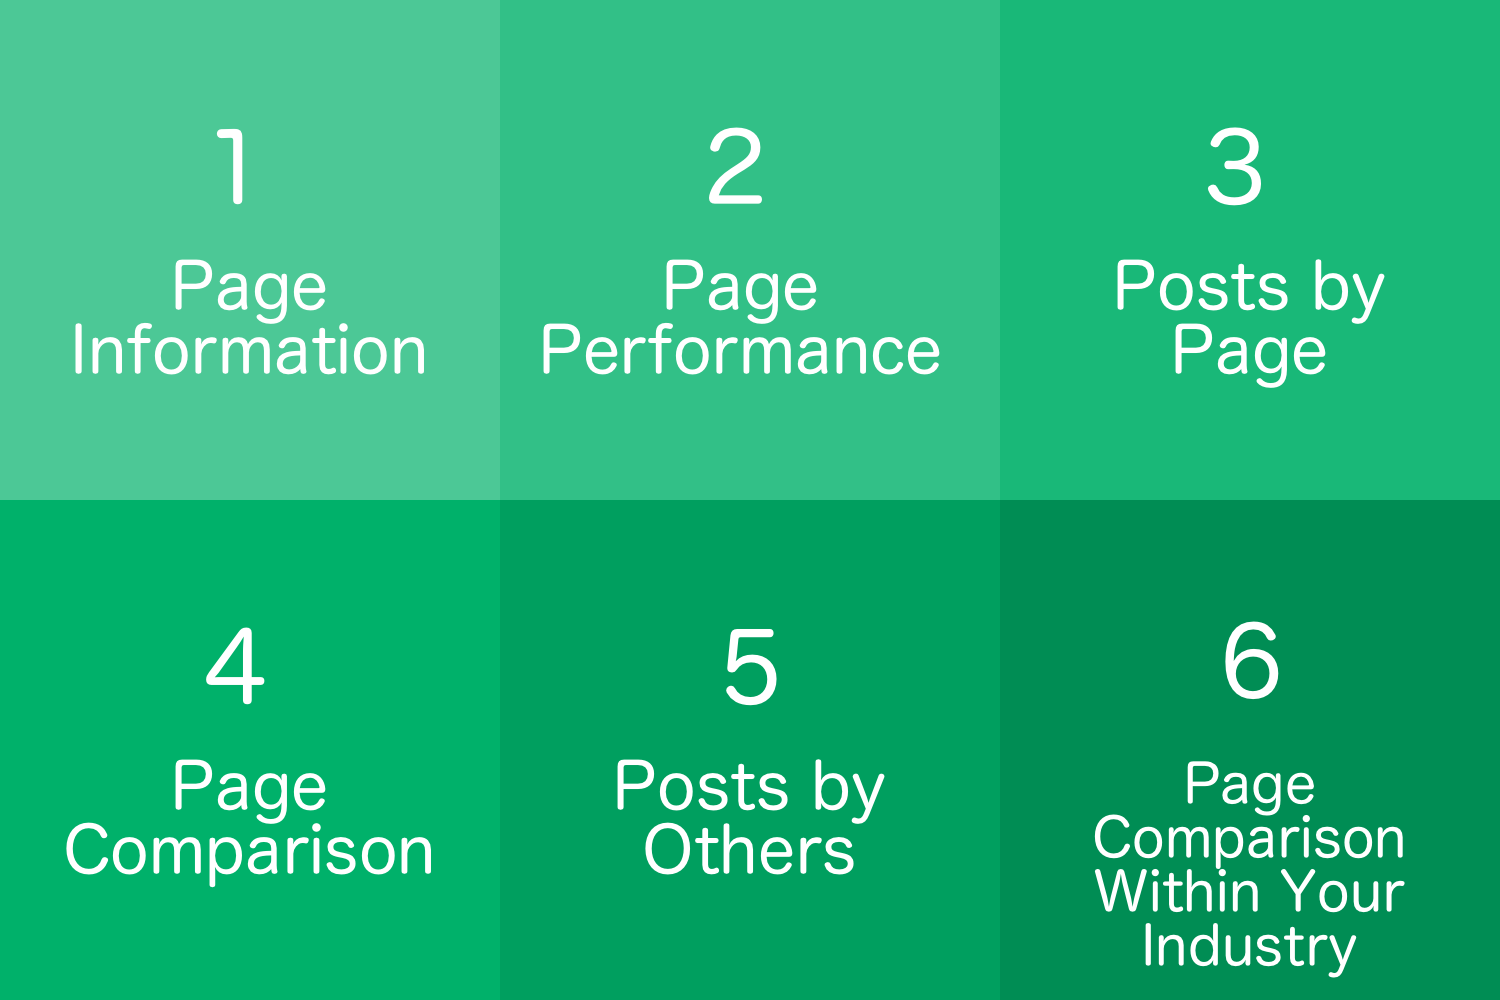 1
Page
Information
2
Page
Performance
3
Posts by
Page
4
Page
Comparison
5
Posts by
Others
6
Page
Comparison
Within Your
Industry